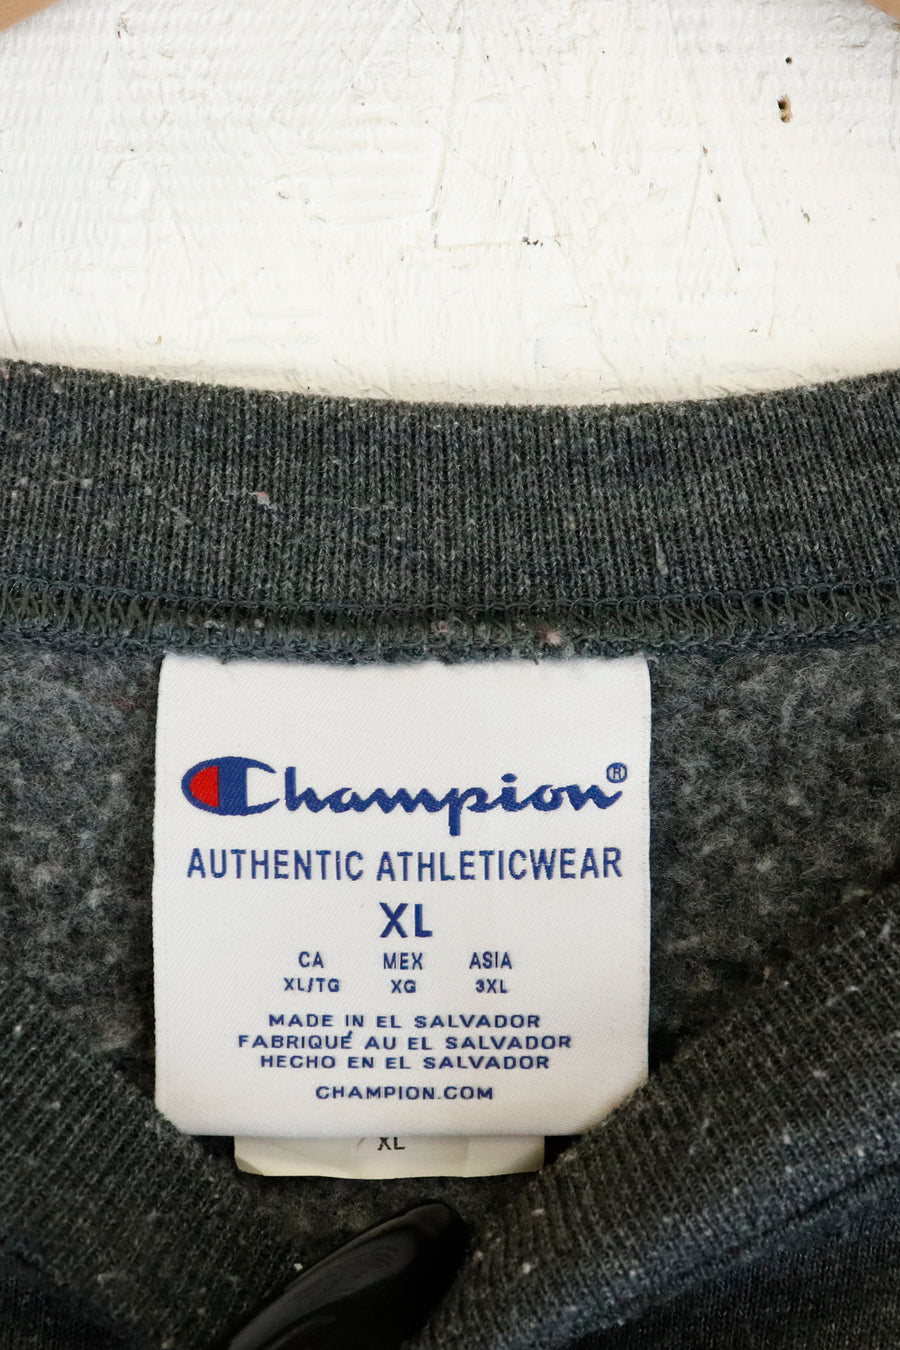 Champion®
AUTHENTIC ATHLETICWEAR
XL
CA MEX ASIA
XL/TG XG 3XL
MADE IN EL SALVADOR
FABRIQUÉ AU EL SALVADOR
HECHO EN EL SALVADOR
CHAMPION.COM
XL